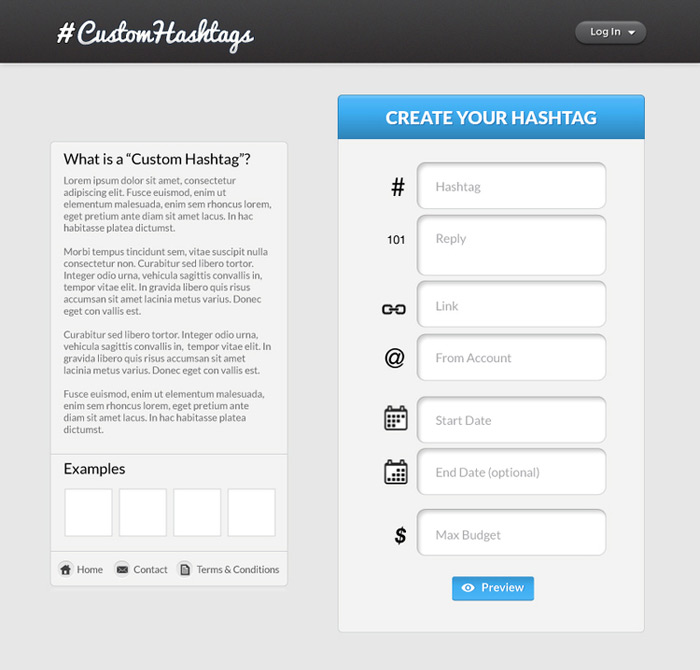 #CustomHashtags
Log In
What is a “Custom Hashtag”?
Lorem ipsum dolor sit amet, consectetur
adipiscing elit. Fusce euismod, enim ut
elementum malesuada, enim sem rhoncus lorem,
eget pretium ante diam sit amet lacus. In hac
habitasse platea dictumst.
Morbi tempus tincidunt sem, vitae suscipit nulla
consectetur non. Curabitur sed libero tortor.
Integer odio urna, vehicula sagittis convallis in,
tempor vitae elit. In gravida libero quis risus
accumsan sit amet lacinia metus varius. Donec
eget con vallis est.
Curabitur sed libero tortor. Integer odio urna,
vehicula sagittis convallis in, tempor vitae elit. In
gravida libero quis risus accumsan sit amet
lacinia metus varius. Donec eget con vallis est.
Fusce euismod, enim ut elementum malesuada,
enim sem rhoncus lorem, eget pretium ante
diam sit amet lacus. In hac habitasse platea
dictumst.
Examples
Home Contact Terms & Conditions
CREATE YOUR HASHTAG
# Hashtag
101 Reply
Link
@ From Account
Start Date
End Date (optional)
$ Max Budget
Preview